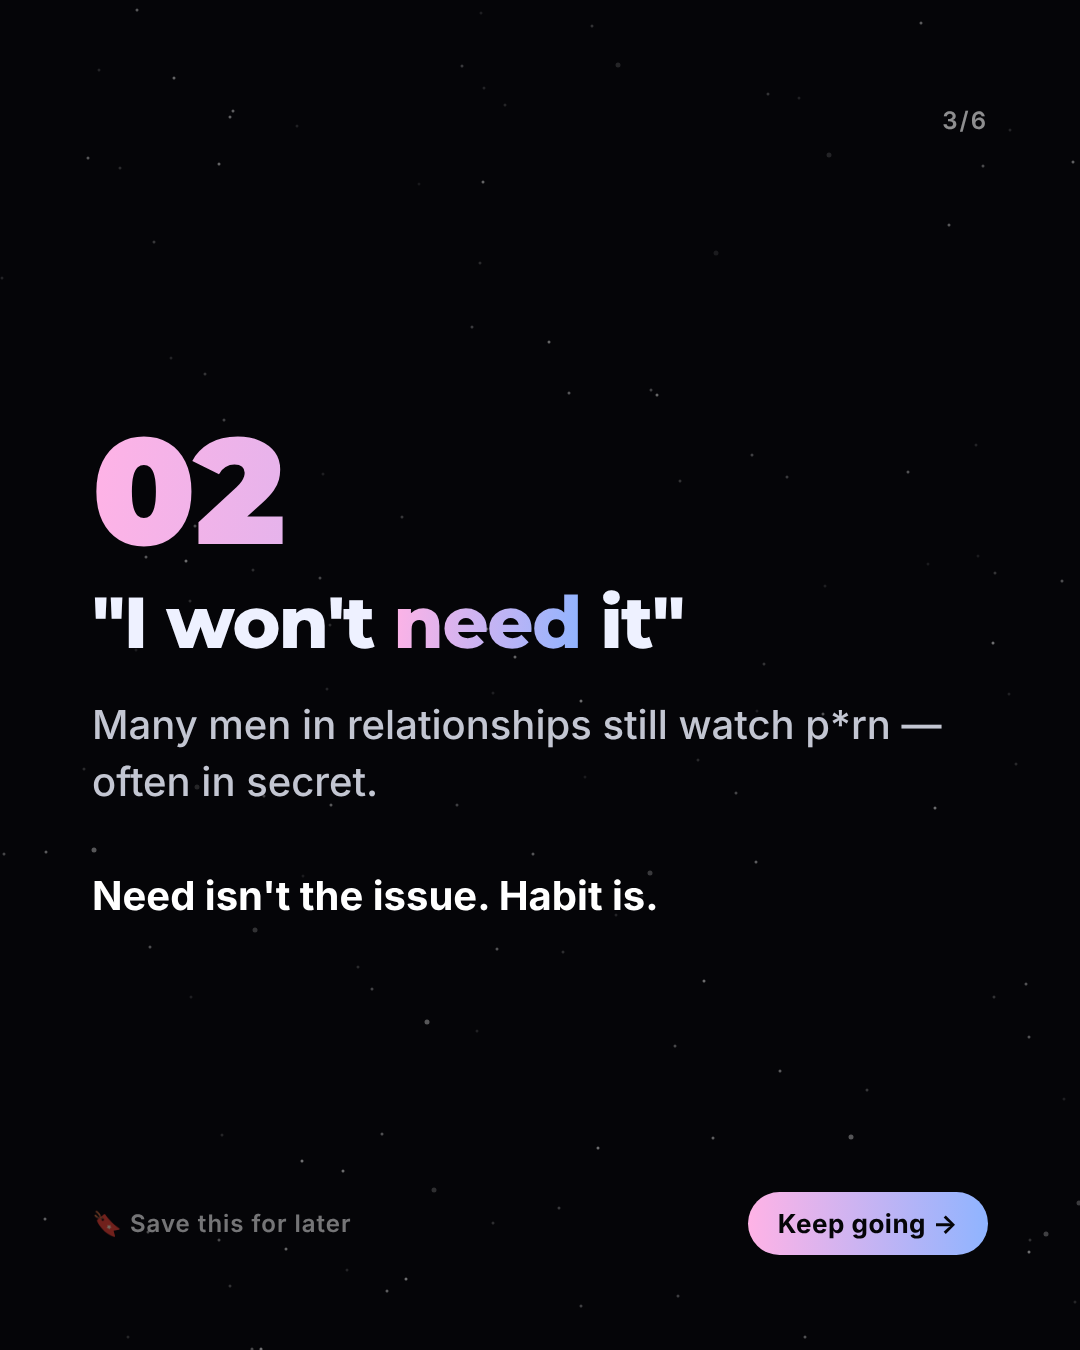 3/6
02
"I won't need it"
Many men in relationships still watch p*rn —
often in secret.
Need isn't the issue. Habit is.
🔖 Save this for later
Keep going →